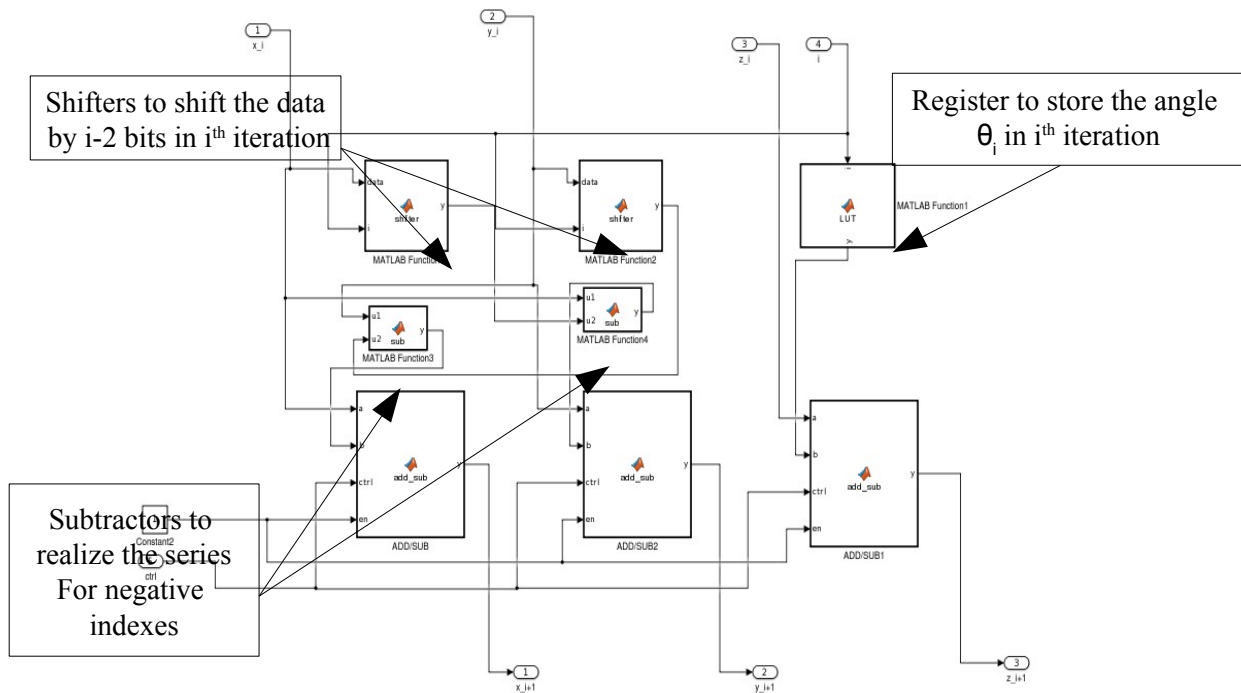 1
x_i
2
y_i
3
z_i
4
i
Shifters to shift the data
by i-2 bits in iᵗʰ iteration
Register to store the angle
θᵢ in iᵗʰ iteration
data
i
y
shifter
MATLAB Function
data
i
y
shifter
MATLAB Function2
i
LUT
y
MATLAB Function1
u1
u2
y
sub
MATLAB Function3
u1
u2
y
sub
MATLAB Function4
a
b
ctrl
en
y
add_sub
ADD/SUB
a
b
ctrl
en
y
add_sub
ADD/SUB2
a
b
ctrl
en
y
add_sub
ADD/SUB1
Subtractors to
realize the series
For negative
indexes
Constant2
ctrl
1
x_i+1
2
y_i+1
3
z_i+1